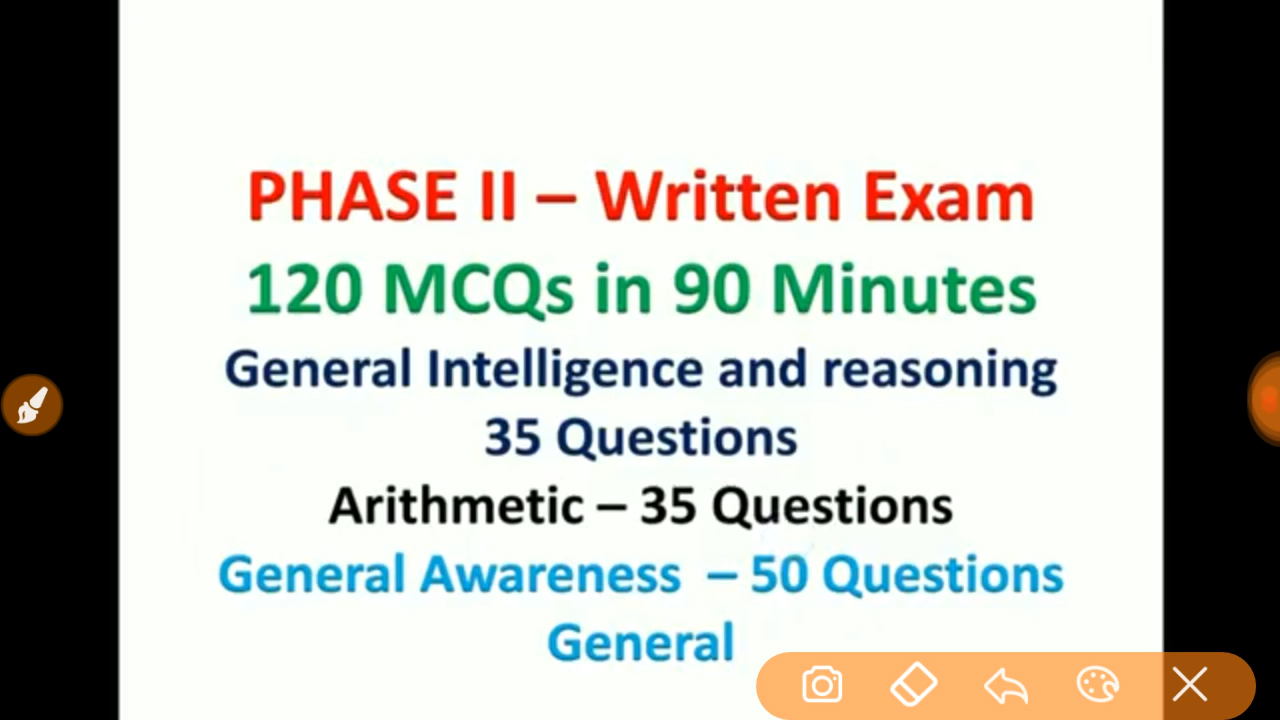 PHASE II – Written Exam
120 MCQs in 90 Minutes
General Intelligence and reasoning
35 Questions
Arithmetic – 35 Questions
General Awareness – 50 Questions
General